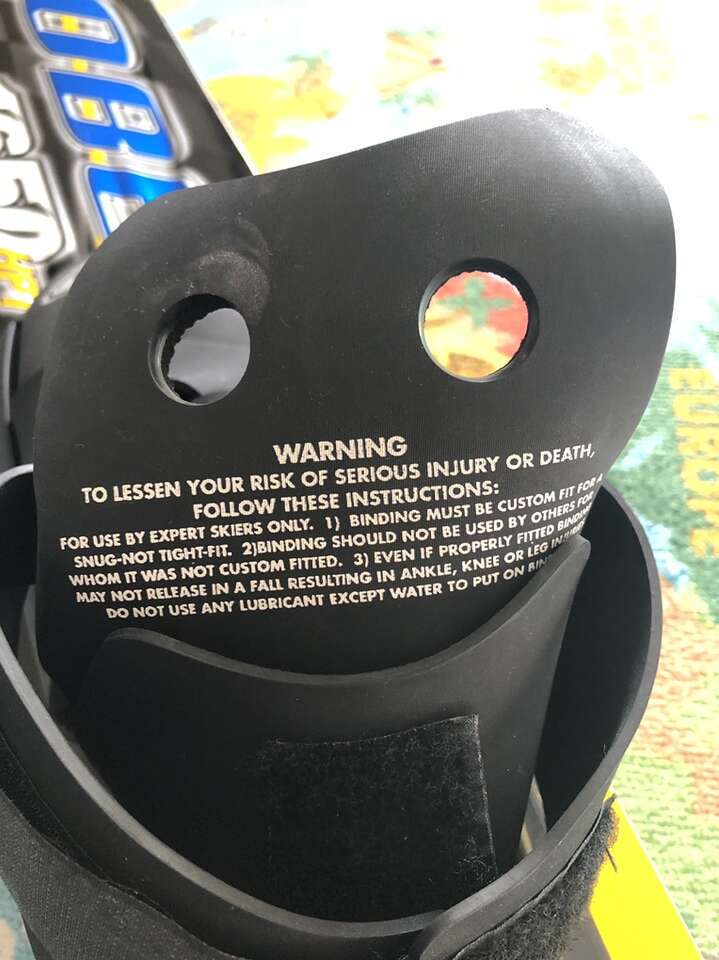 O.B.E
650
WARNING
TO LESSEN YOUR RISK OF SERIOUS INJURY OR DEATH,
FOLLOW THESE INSTRUCTIONS:
FOR USE BY EXPERT SKIERS ONLY. 1) BINDING MUST BE CUSTOM FIT FOR A
SNUG-NOT TIGHT-FIT. 2)BINDING SHOULD NOT BE USED BY OTHERS FOR
WHOM IT WAS NOT CUSTOM FITTED. 3) EVEN IF PROPERLY FITTED
MAY NOT RELEASE IN A FALL RESULTING IN ANKLE, KNEE OR LEG
DO NOT USE ANY LUBRICANT EXCEPT WATER TO PUT ON
EUROPE